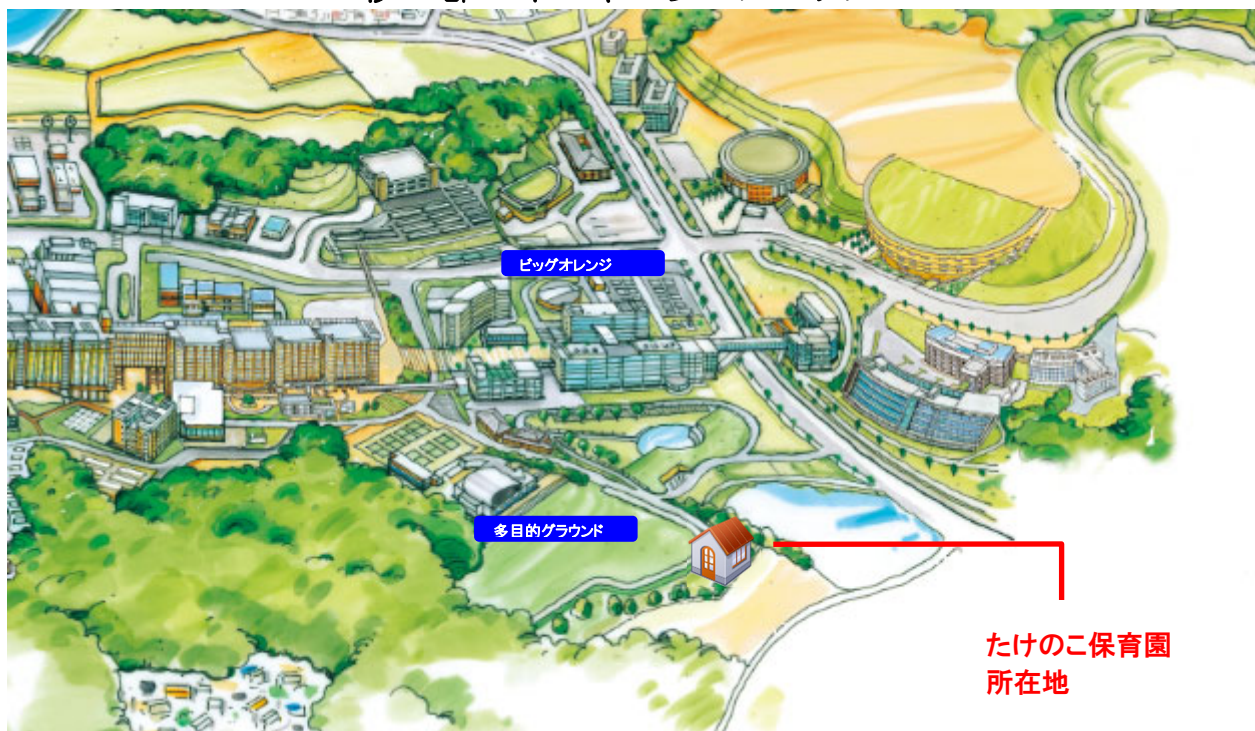 ビッグオレンジ
多目的グラウンド
たけのこ保育園
所在地